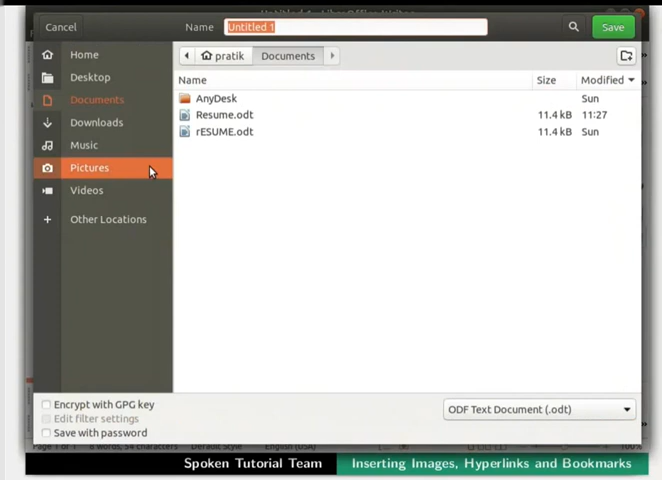 Cancel Name Untitled 1 Save
Home
Desktop
Documents
Downloads
Music
Pictures
Videos
+ Other Locations
pratik Documents
Name Size Modified
AnyDesk Sun
Resume.odt 11.4 kB 11:27
rESUME.odt 11.4 kB Sun
Encrypt with GPG key
Edit filter settings
Save with password
ODF Text Document (.odt)
Spoken Tutorial Team Inserting Images, Hyperlinks and Bookmarks